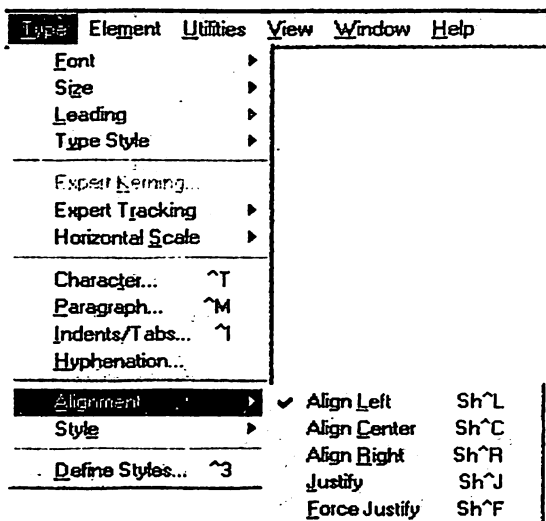 Type Element Utilities View Window Help
Font
Size
Leading
Type Style
Expert Kerning...
Expert Tracking
Horizontal Scale
Character... ^T
Paragraph... ^M
Indents/Tabs... ^I
Hyphenation...
Alignment ✓ Align Left Sh^L
Style Align Center Sh^C
Align Right Sh^R
Define Styles... ^3 Justify Sh^J
Force Justify Sh^F